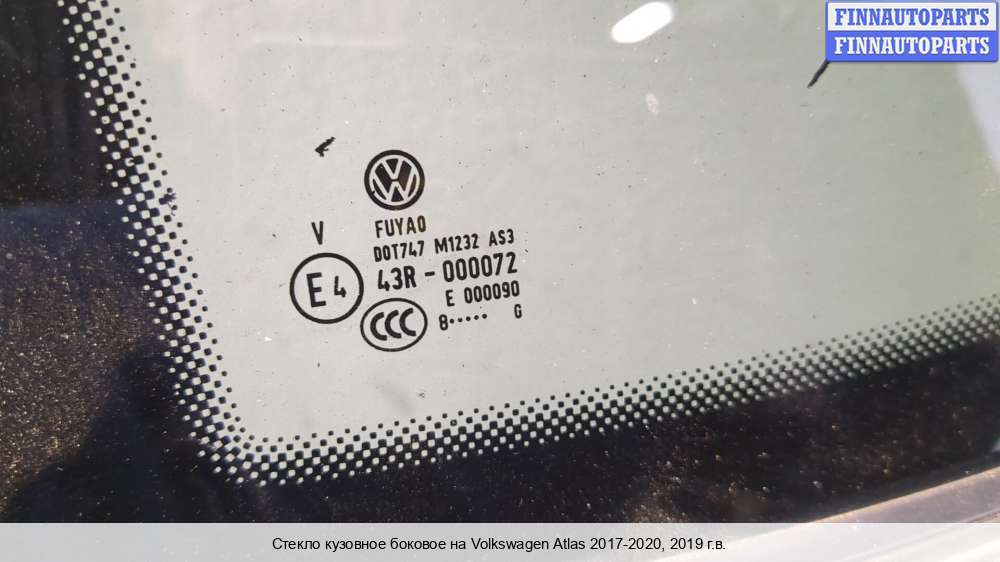 FINNAUTOPARTS
FINNAUTOPARTS
V
FUYAO
DOT747 M1232 AS3
E4
43R - 000072
E 000090
CCC
8••••• G
Стекло кузовное боковое на Volkswagen Atlas 2017-2020, 2019 г.в.